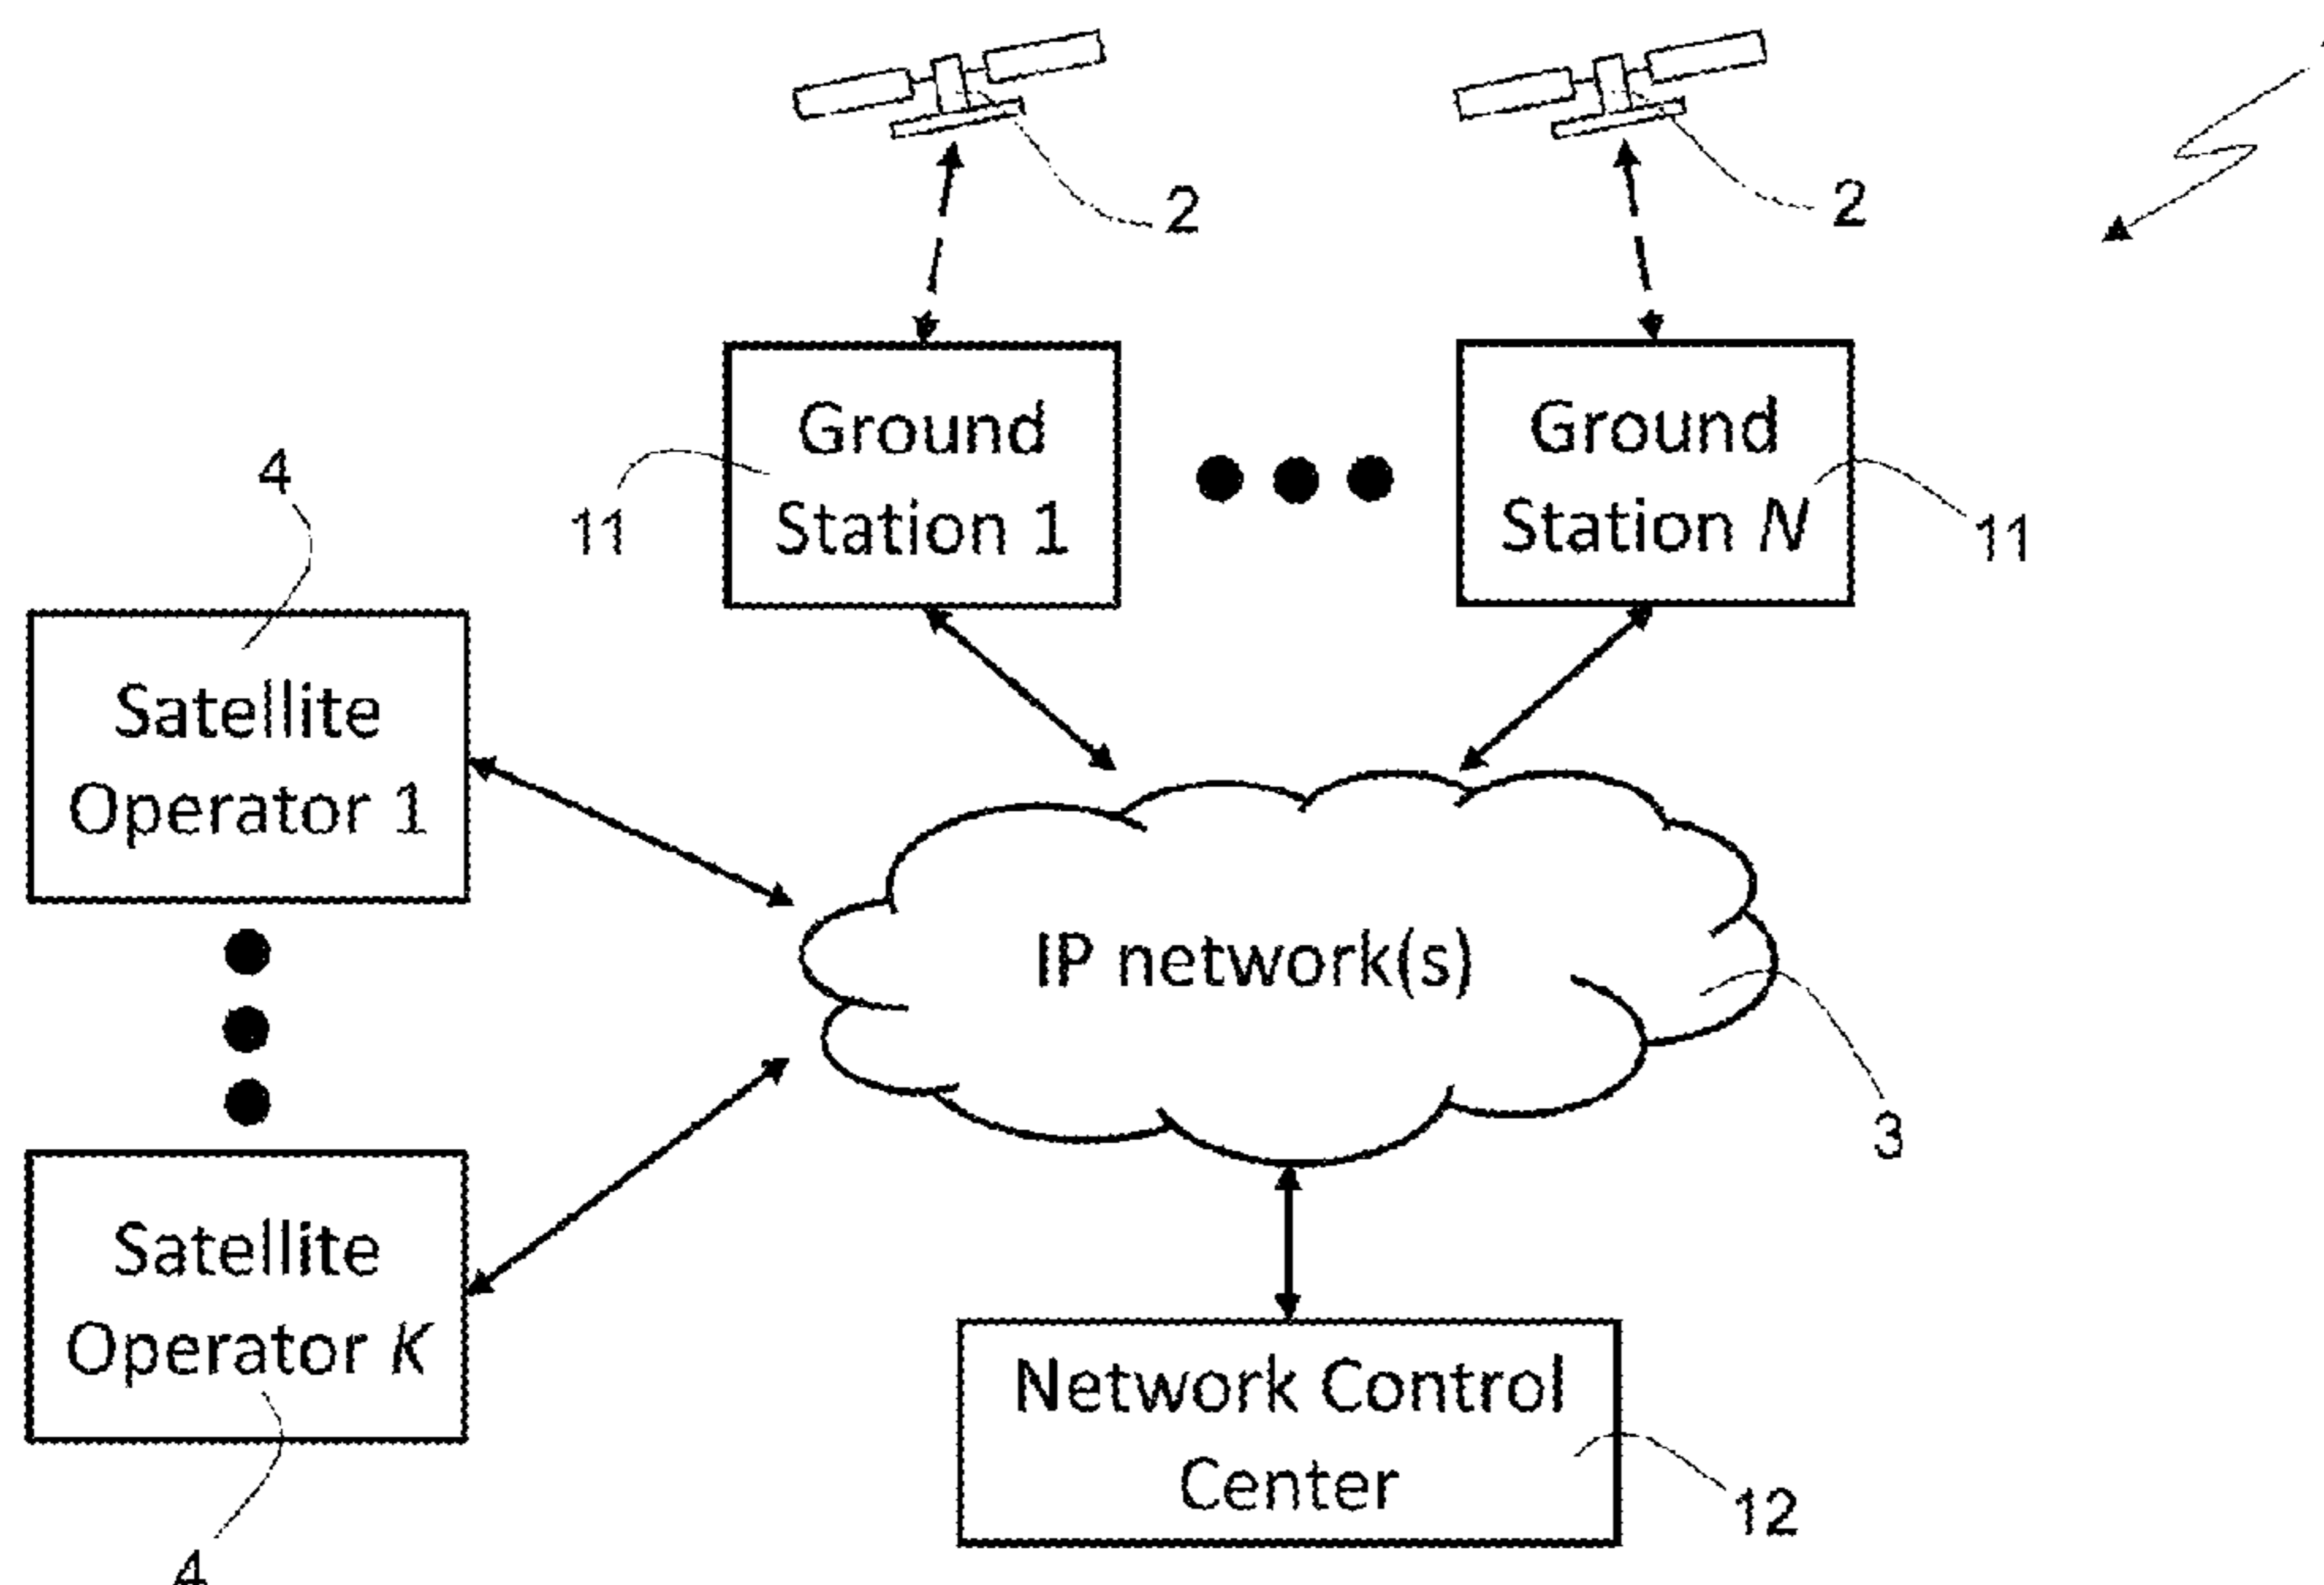 2
2
Ground
Station 1
Ground
Station N
11
11
4
Satellite
Operator 1
IP network(s)
3
Satellite
Operator K
4
Network Control
Center
12